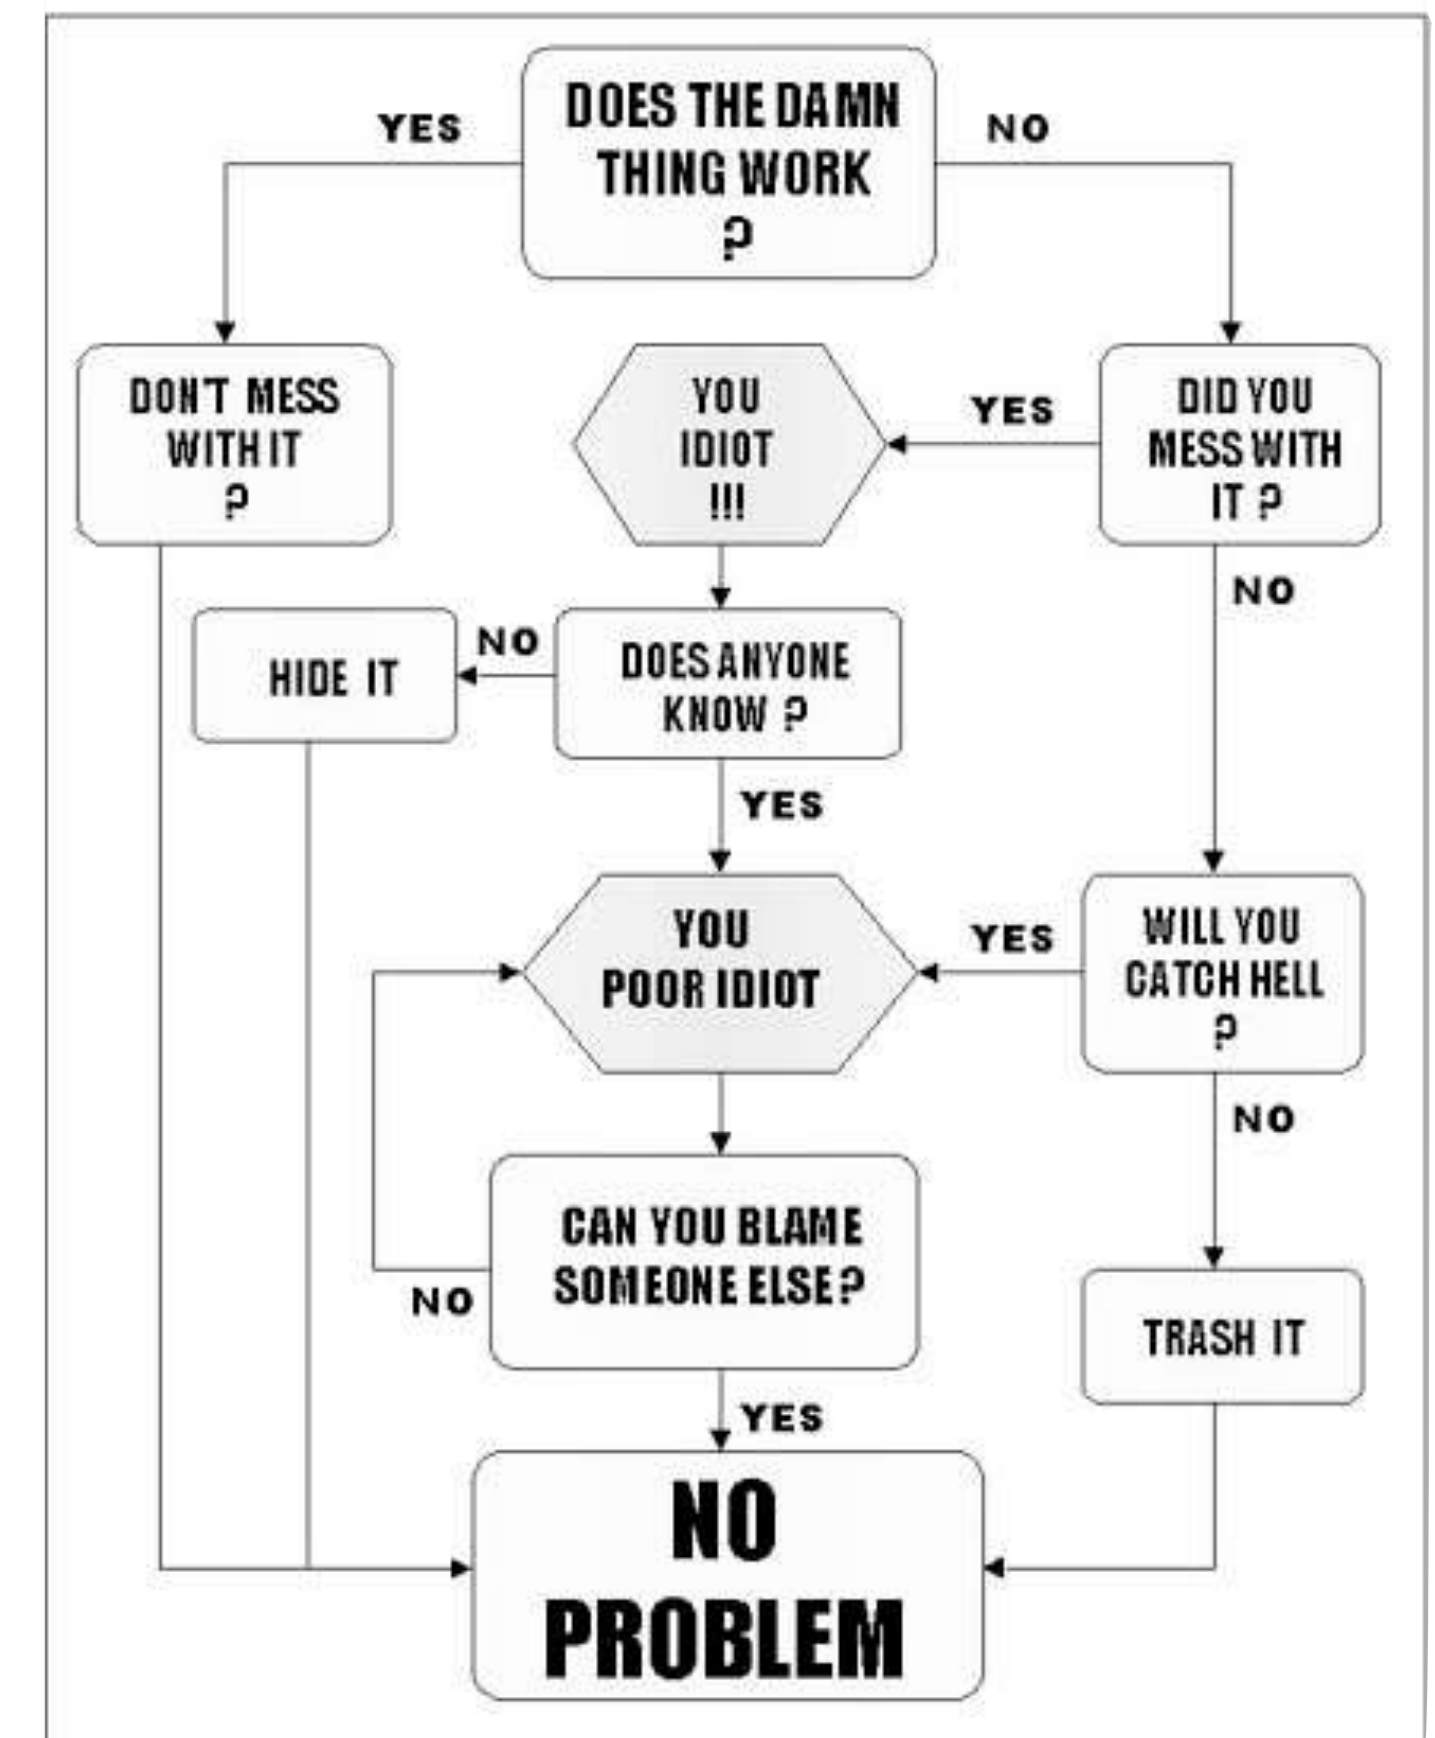 DOES THE DAMN
THING WORK
?
YES
NO
DON'T MESS
WITH IT
?
YOU
IDIOT
!!!
YES
DID YOU
MESS WITH
IT ?
NO
HIDE IT
NO
DOES ANYONE
KNOW ?
YES
YOU
POOR IDIOT
YES
WILL YOU
CATCH HELL
?
NO
CAN YOU BLAME
SOMEONE ELSE?
NO
TRASH IT
YES
NO
PROBLEM